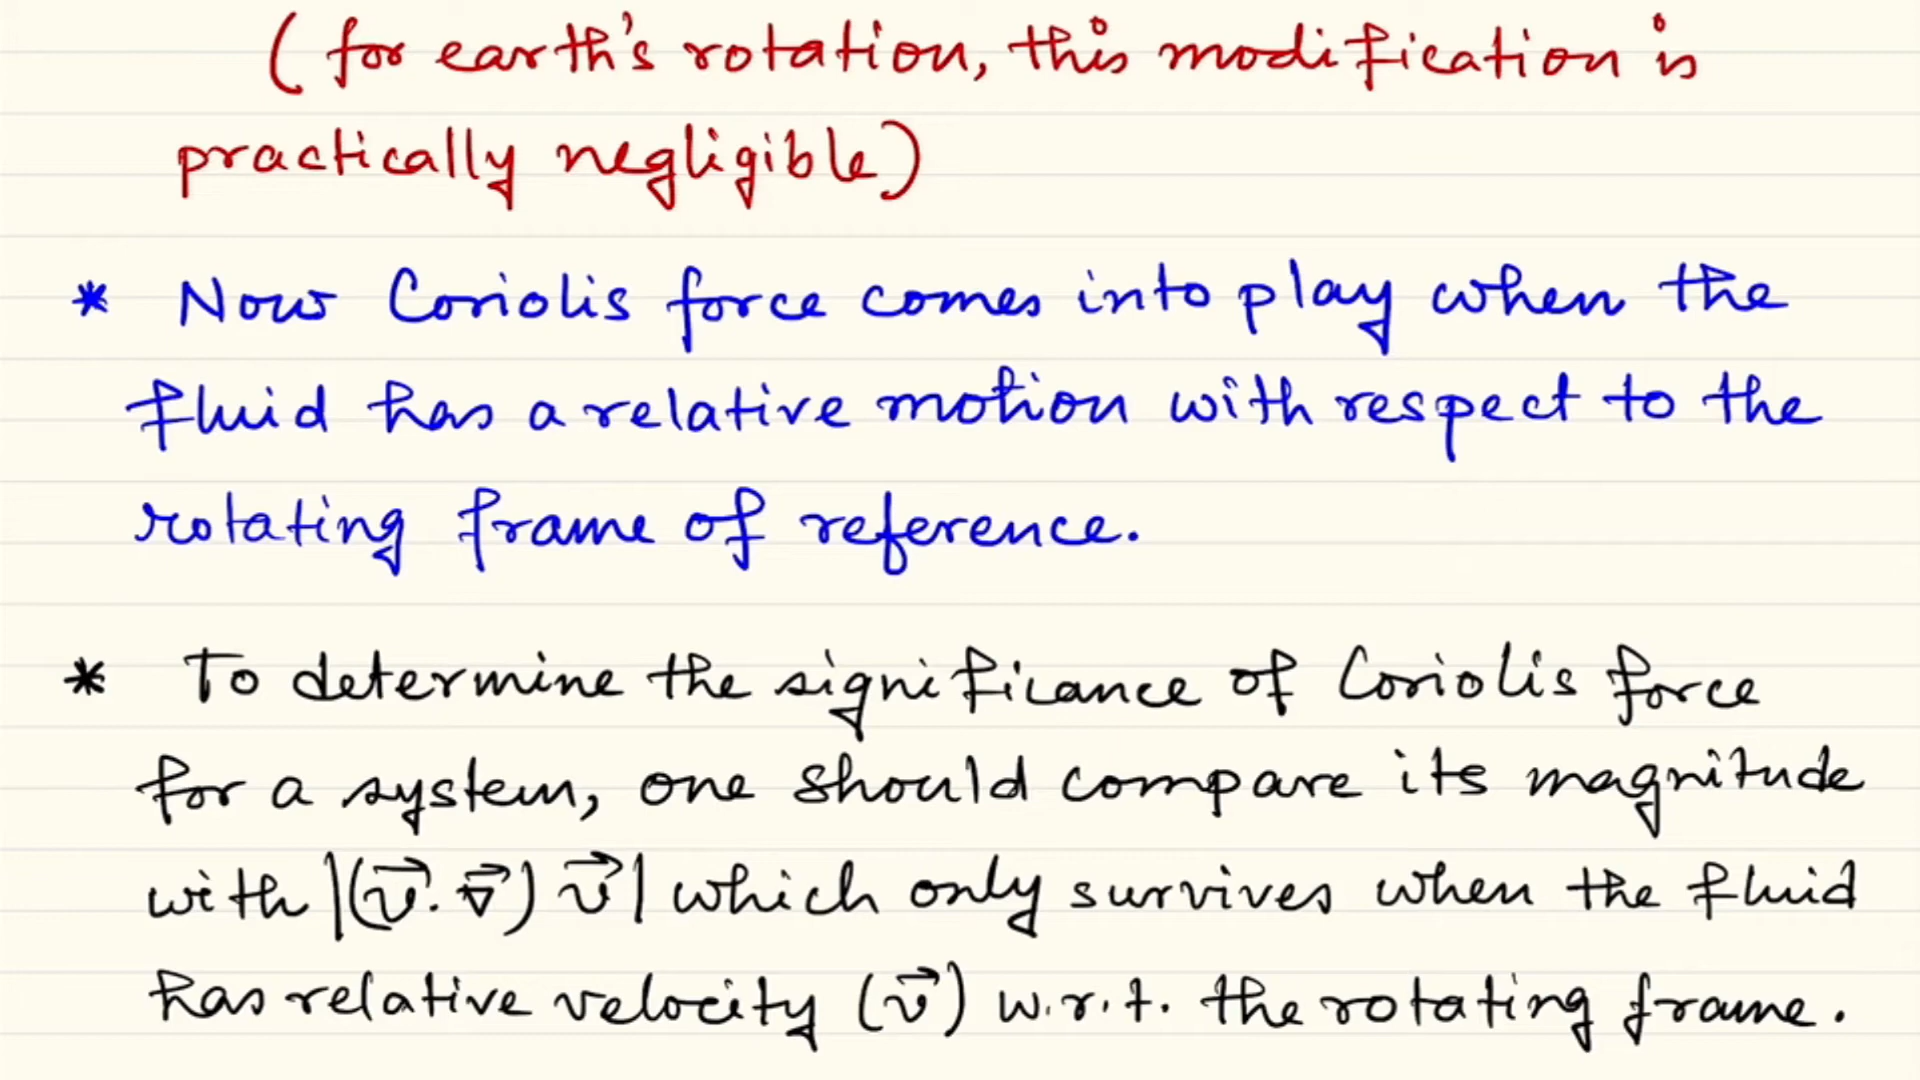 (for earth's rotation, this modification is
practically negligible)
* Now Coriolis force comes into play when the
fluid has a relative motion with respect to the
rotating frame of reference.
* To determine the significance of Coriolis force
for a system, one should compare its magnitude
with |(v⃗.∇⃗) v⃗| which only survives when the fluid
has relative velocity (v⃗) w.r.t. the rotating frame.